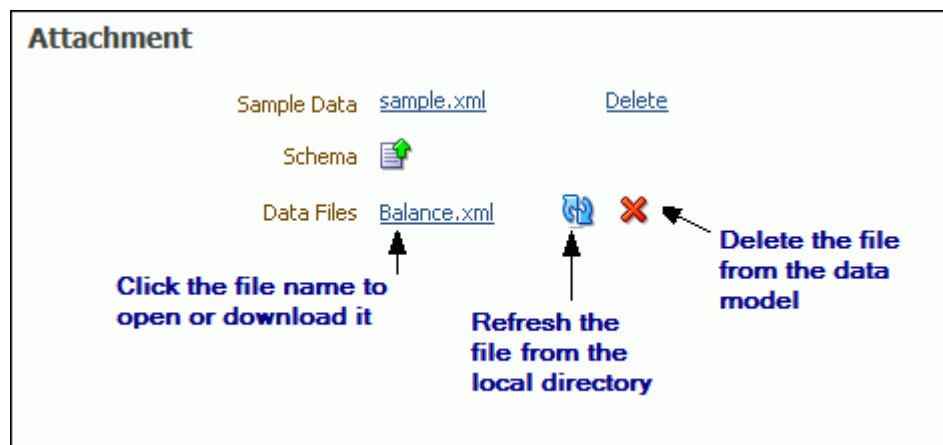 Attachment
Sample Data sample.xml Delete
Schema
Data Files Balance.xml
Click the file name to
open or download it
Refresh the
file from the
local directory
Delete the file
from the data
model